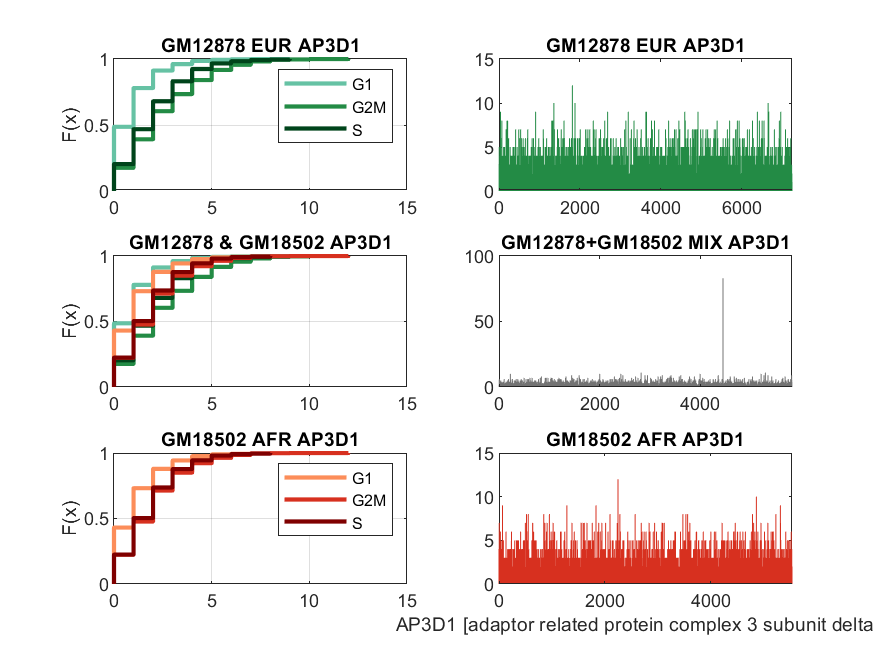 GM12878 EUR AP3D1
1
0.5
0
F(x)
0 5 10 15
G1
G2M
S
GM12878 EUR AP3D1
15
10
5
0
0 2000 4000 6000
GM12878 & GM18502 AP3D1
1
0.5
0
F(x)
0 5 10 15
GM12878+GM18502 MIX AP3D1
100
50
0
0 2000 4000
GM18502 AFR AP3D1
1
0.5
0
F(x)
0 5 10 15
G1
G2M
S
GM18502 AFR AP3D1
15
10
5
0
0 2000 4000
AP3D1 [adaptor related protein complex 3 subunit delta